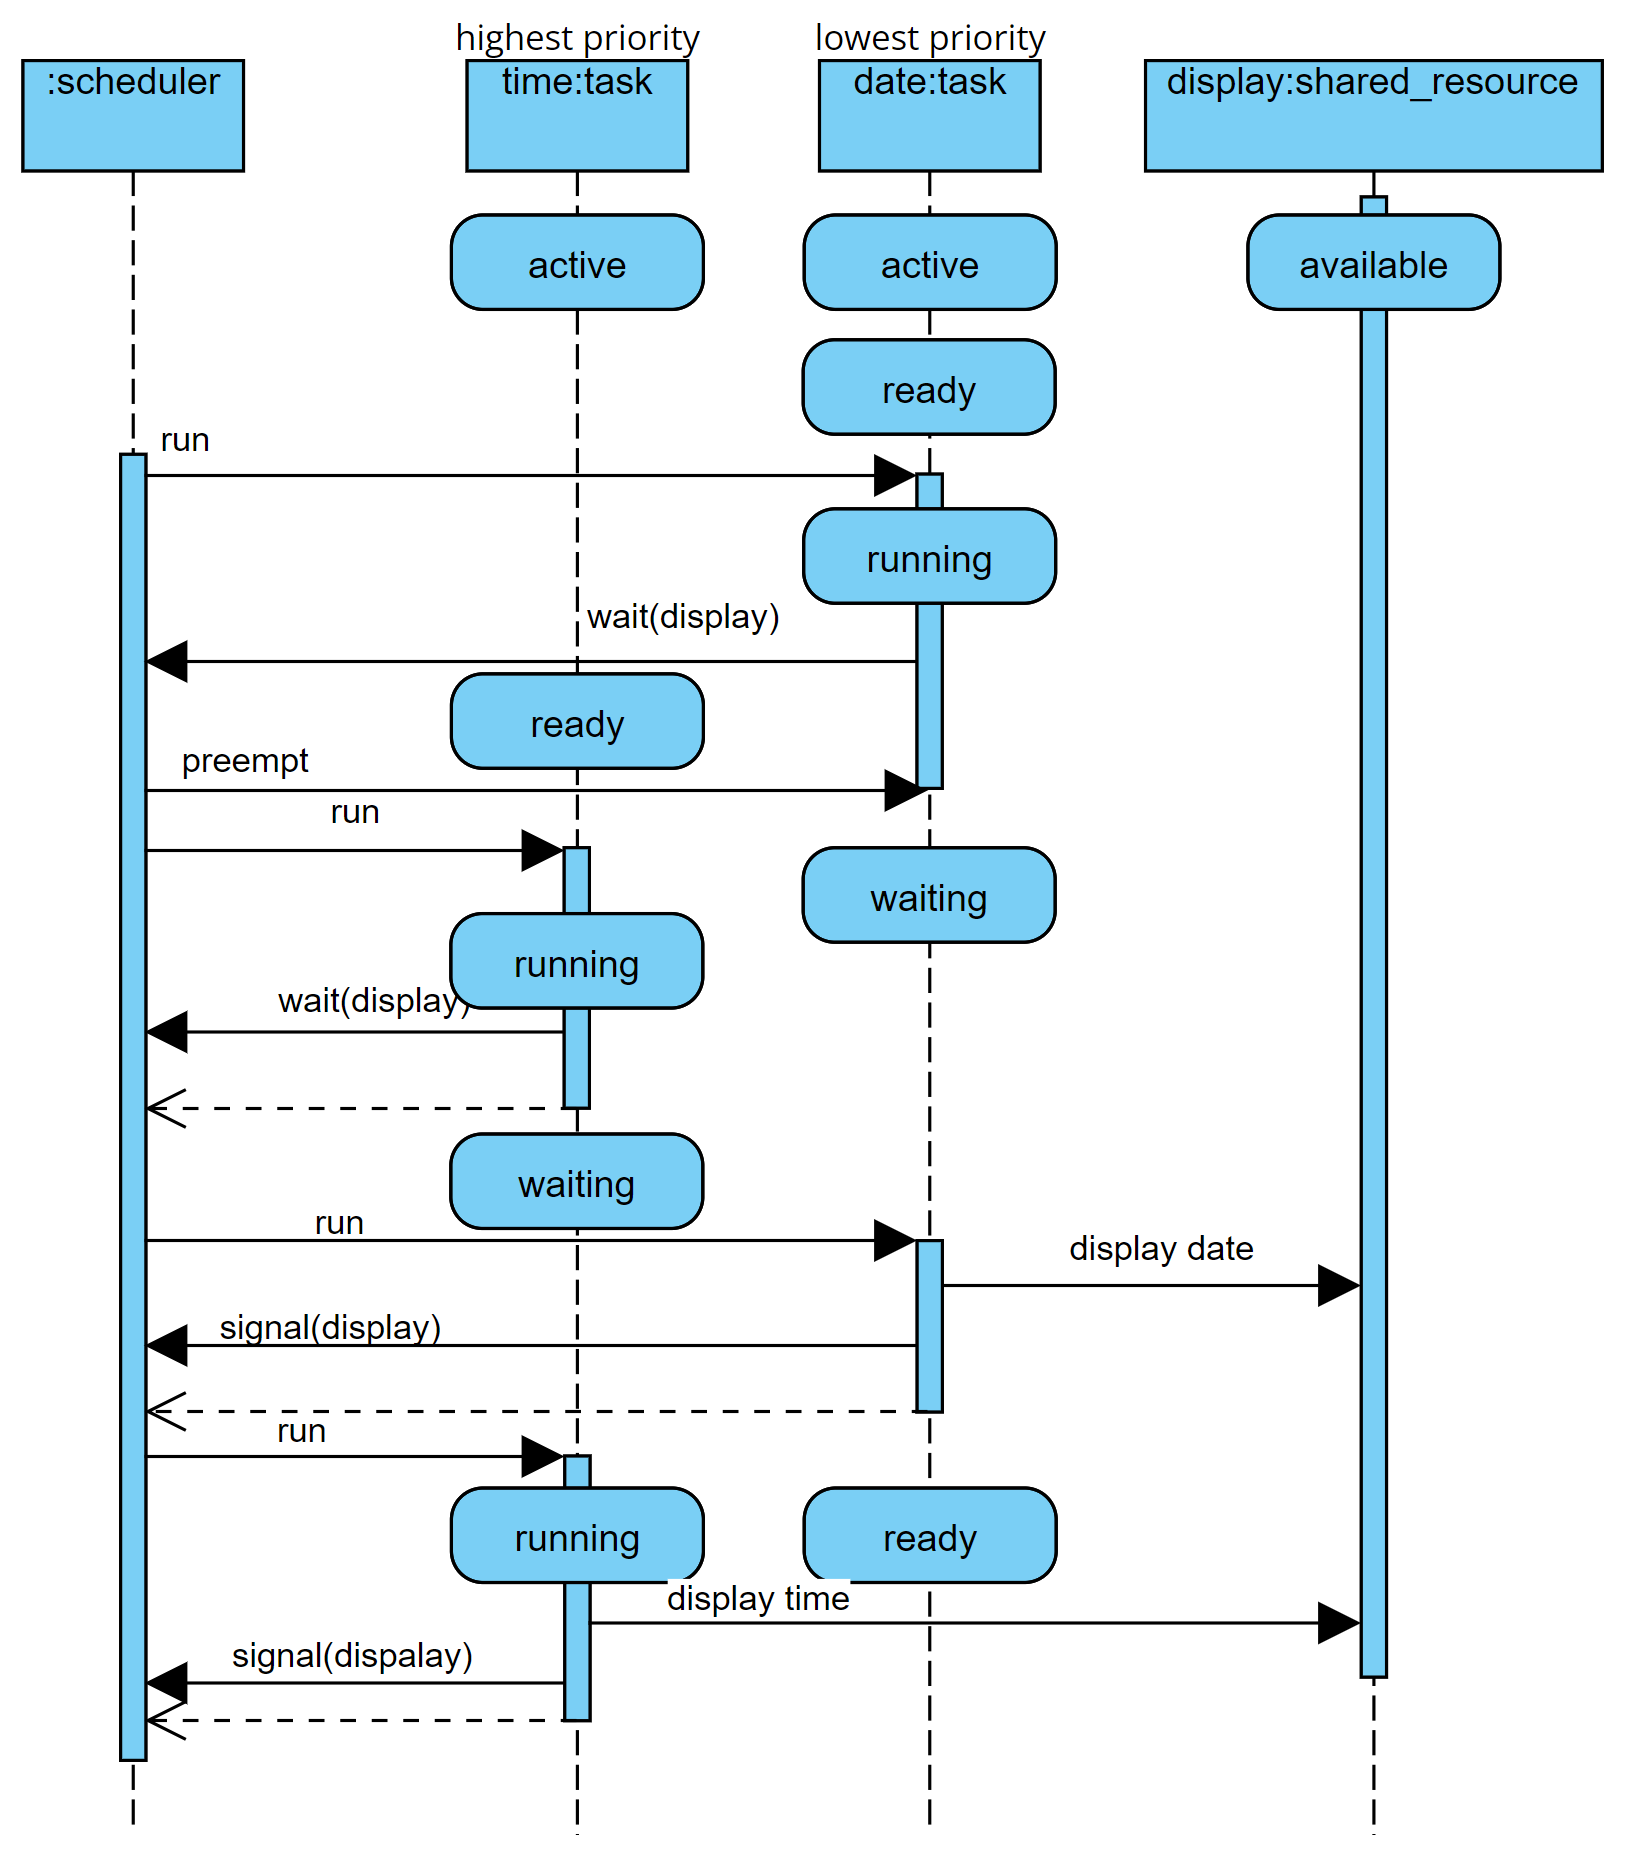 highest priority
lowest priority
:scheduler
time:task
date:task
display:shared_resource
active
active
available
ready
run
running
wait(display)
ready
preempt
run
waiting
running
wait(display)
waiting
run
display date
signal(display)
run
running
ready
display time
signal(dispalay)